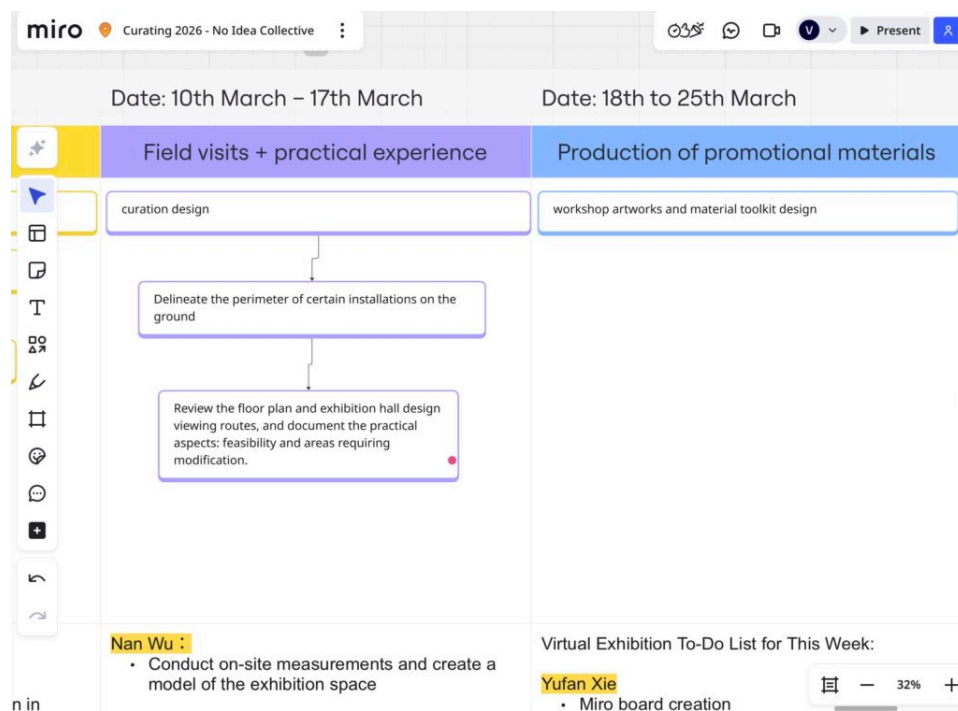 miro
Curating 2026 - No Idea Collective
V
Present
Date: 10th March – 17th March
Date: 18th to 25th March
Field visits + practical experience
Production of promotional materials
curation design
workshop artworks and material toolkit design
Delineate the perimeter of certain installations on the
ground
Review the floor plan and exhibition hall design
viewing routes, and document the practical
aspects: feasibility and areas requiring
modification.
Nan Wu：
• Conduct on-site measurements and create a
model of the exhibition space
n in
Virtual Exhibition To-Do List for This Week:
Yufan Xie
• Miro board creation
32%